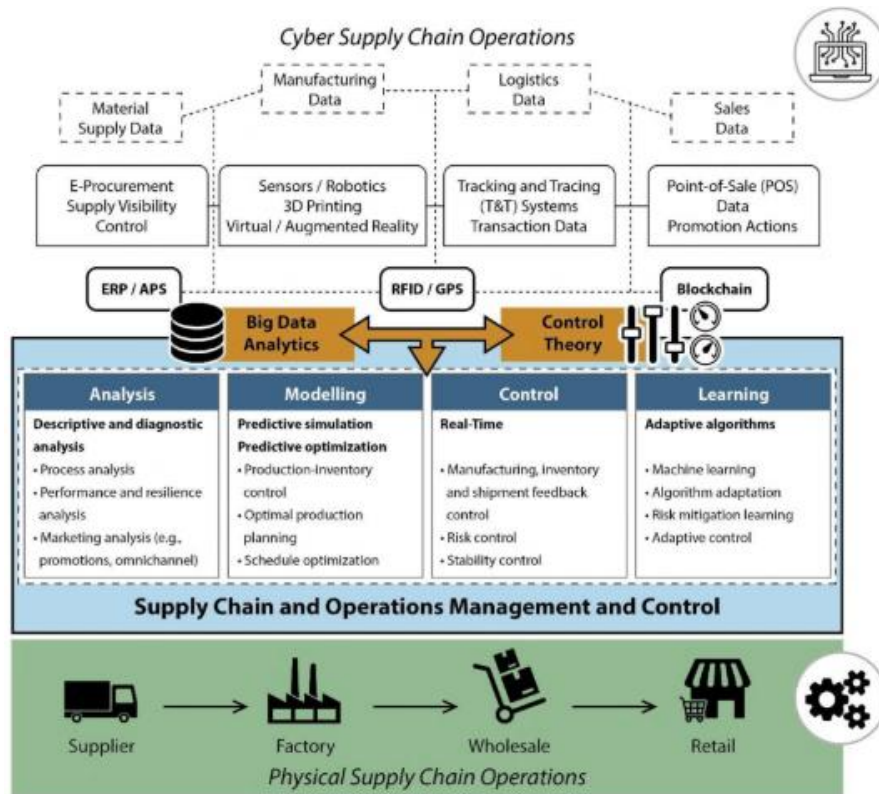 Cyber Supply Chain Operations
Material
Supply Data
Manufacturing
Data
Logistics
Data
Sales
Data
E-Procurement
Supply Visibility
Control
Sensors / Robotics
3D Printing
Virtual / Augmented Reality
Tracking and Tracing
(T&T) Systems
Transaction Data
Point-of-Sale (POS)
Data
Promotion Actions
ERP / APS
RFID / GPS
Blockchain
Big Data
Analytics
Control
Theory
Analysis
Descriptive and diagnostic
analysis
• Process analysis
• Performance and resilience
analysis
• Marketing analysis (e.g.,
promotions, omnichannel)
Modelling
Predictive simulation
Predictive optimization
• Production-inventory
control
• Optimal production
planning
• Schedule optimization
Control
Real-Time
• Manufacturing, inventory
and shipment feedback
control
• Risk control
• Stability control
Learning
Adaptive algorithms
• Machine learning
• Algorithm adaptation
• Risk mitigation learning
• Adaptive control
Supply Chain and Operations Management and Control
Supplier
Factory
Wholesale
Retail
Physical Supply Chain Operations